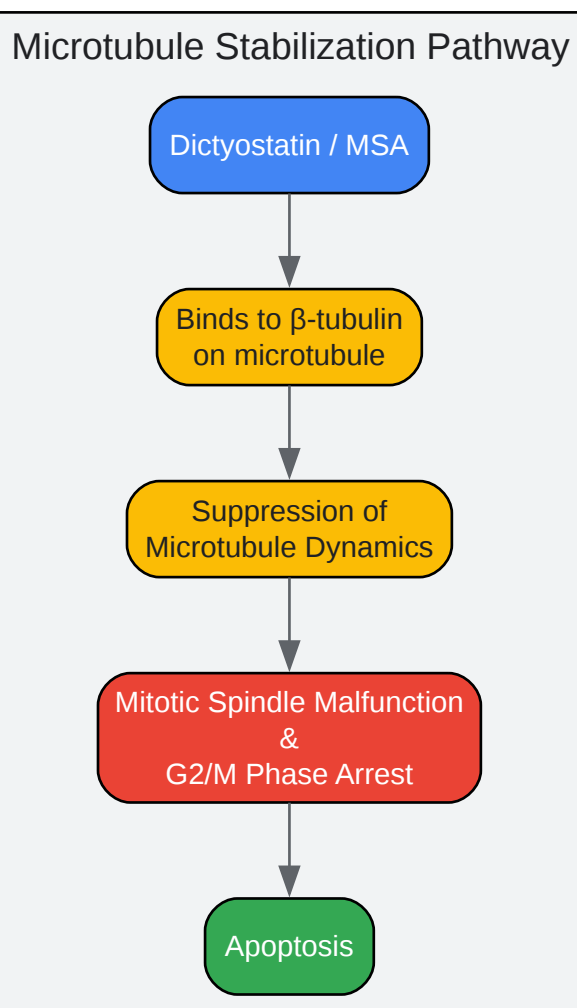 Microtubule Stabilization Pathway
Dictyostatin / MSA
Binds to β-tubulin
on microtubule
Suppression of
Microtubule Dynamics
Mitotic Spindle Malfunction
&
G2/M Phase Arrest
Apoptosis